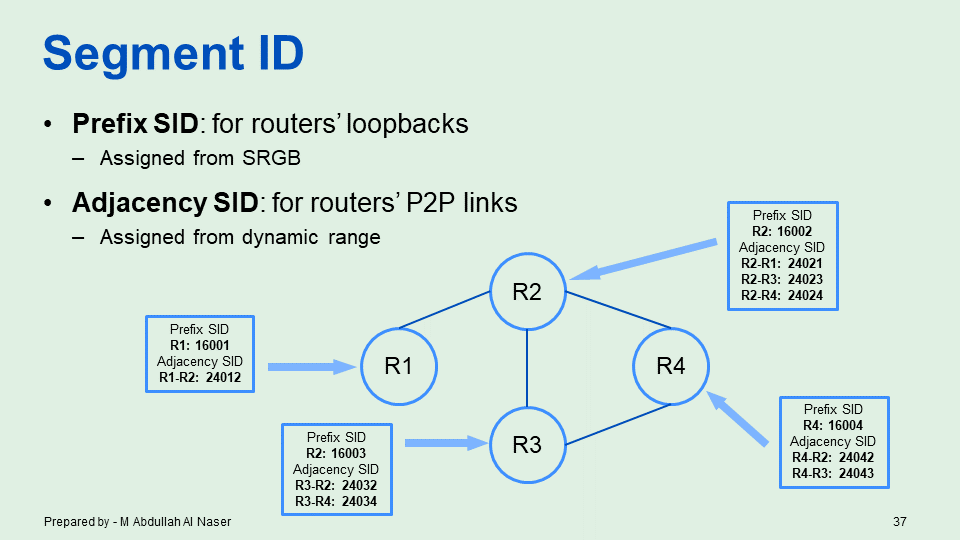 Segment ID
• Prefix SID: for routers’ loopbacks
– Assigned from SRGB
• Adjacency SID: for routers’ P2P links
– Assigned from dynamic range
Prefix SID
R2: 16002
Adjacency SID
R2-R1: 24021
R2-R3: 24023
R2-R4: 24024
R2
Prefix SID
R1: 16001
Adjacency SID
R1-R2: 24012
R1
R4
Prefix SID
R4: 16004
Adjacency SID
R4-R2: 24042
R4-R3: 24043
Prefix SID
R2: 16003
Adjacency SID
R3-R2: 24032
R3-R4: 24034
R3
Prepared by - M Abdullah Al Naser
37